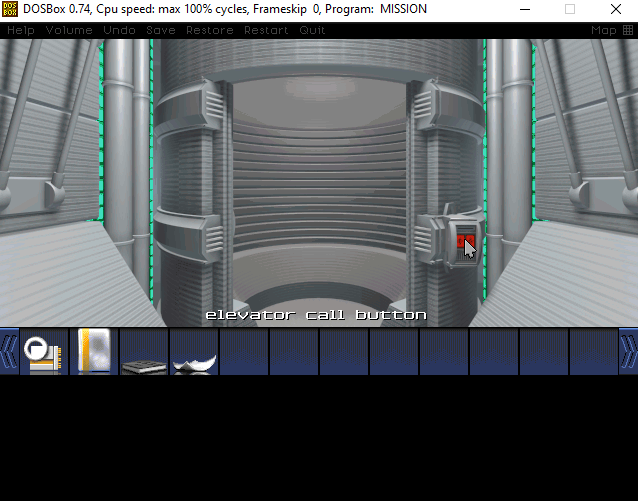 DOSBox 0.74, Cpu speed: max 100% cycles, Frameskip 0, Program: MISSION
Help Volume Undo Save Restore Restart Quit Map
elevator call button